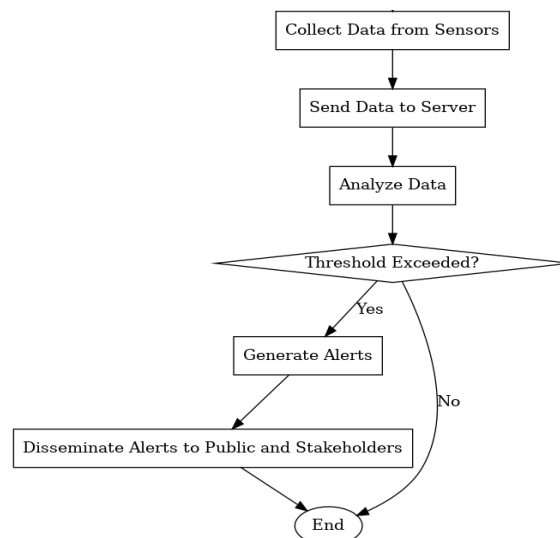 Collect Data from Sensors
Send Data to Server
Analyze Data
Threshold Exceeded?
Yes
Generate Alerts
No
Disseminate Alerts to Public and Stakeholders
End